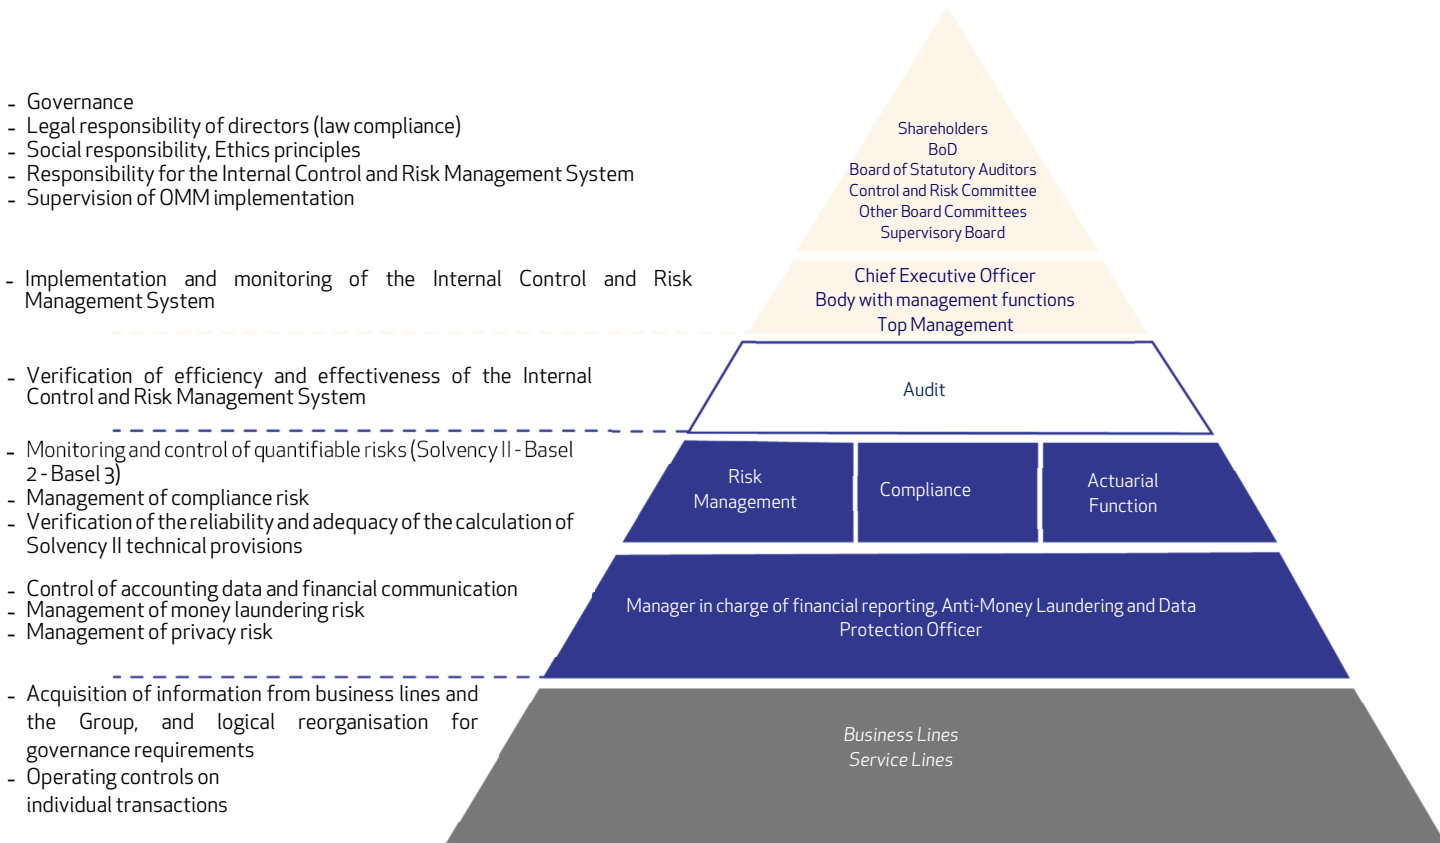 - Governance
- Legal responsibility of directors (law compliance)
- Social responsibility, Ethics principles
- Responsibility for the Internal Control and Risk Management System
- Supervision of OMM implementation
Shareholders
BoD
Board of Statutory Auditors
Control and Risk Committee
Other Board Committees
Supervisory Board
- Implementation and monitoring of the Internal Control and Risk
Management System
Chief Executive Officer
Body with management functions
Top Management
- Verification of efficiency and effectiveness of the Internal
Control and Risk Management System
Audit
- Monitoring and control of quantifiable risks (Solvency II - Basel
2 - Basel 3)
- Management of compliance risk
- Verification of the reliability and adequacy of the calculation of
Solvency II technical provisions
Risk
Management
Compliance
Actuarial
Function
- Control of accounting data and financial communication
- Management of money laundering risk
- Management of privacy risk
Manager in charge of financial reporting, Anti-Money Laundering and Data
Protection Officer
- Acquisition of information from business lines and
the Group, and logical reorganisation for
governance requirements
- Operating controls on
individual transactions
Business Lines
Service Lines